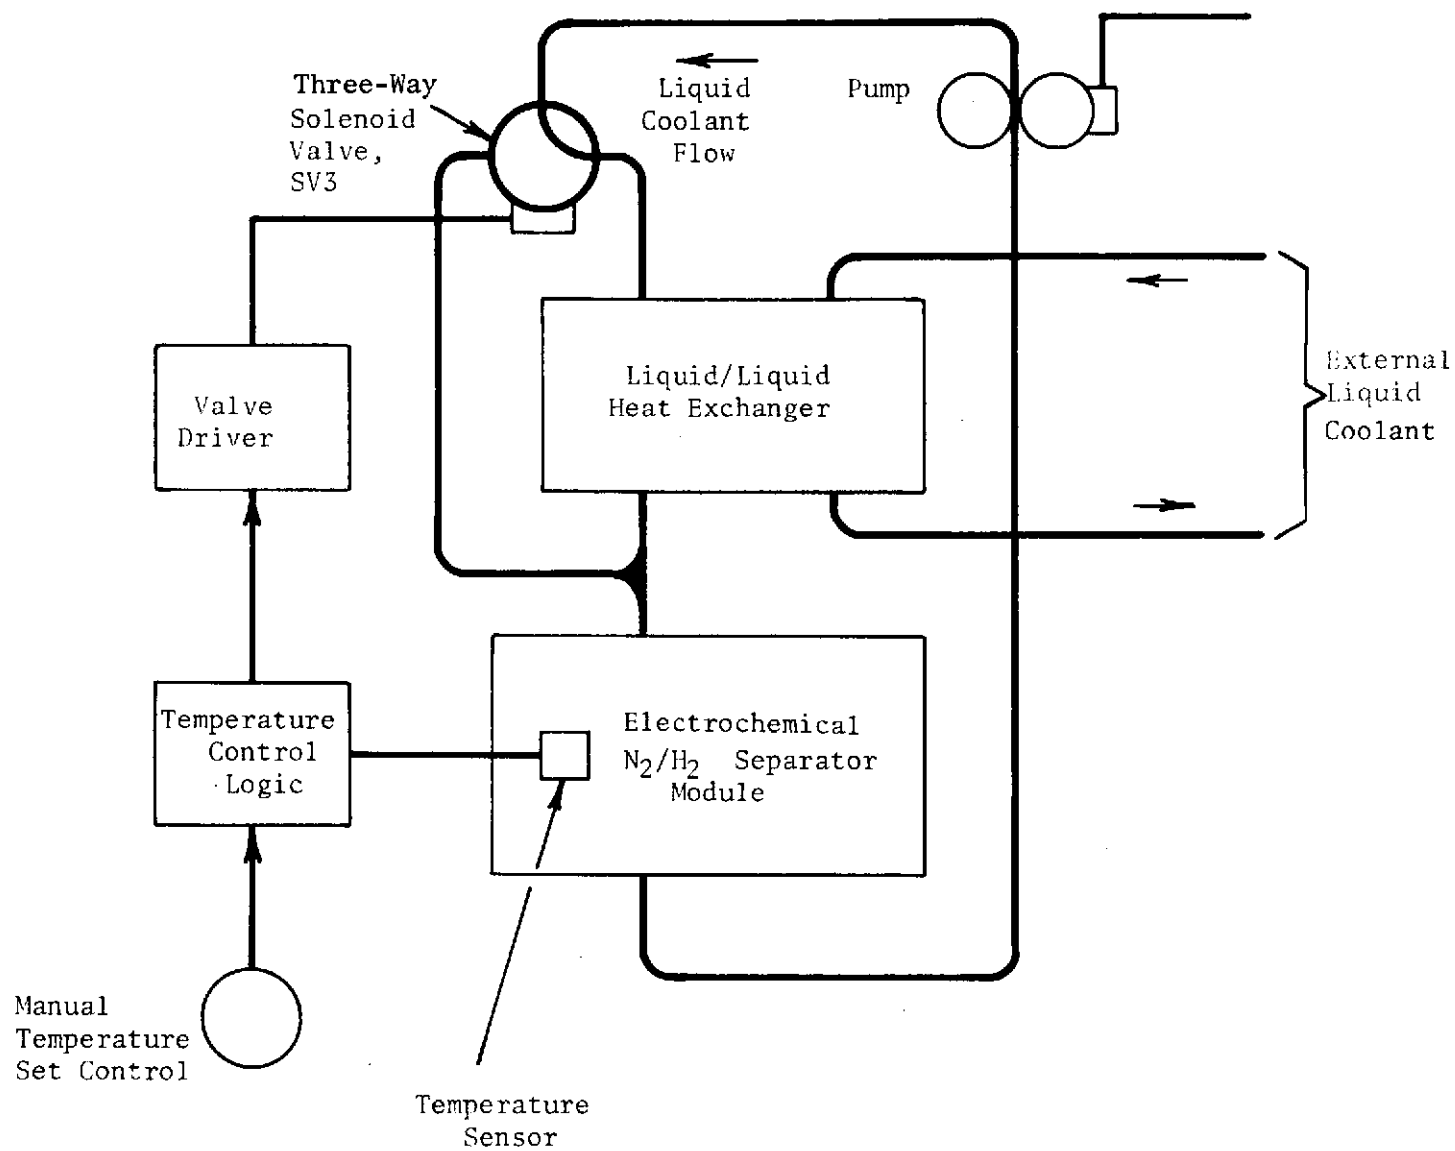 Three-Way
Solenoid
Valve,
SV3
Liquid
Coolant
Flow
Pump
Liquid/Liquid
Heat Exchanger
External
Liquid
Coolant
Valve
Driver
Temperature
Control
Logic
Electrochemical
N₂/H₂ Separator
Module
Manual
Temperature
Set Control
Temperature
Sensor